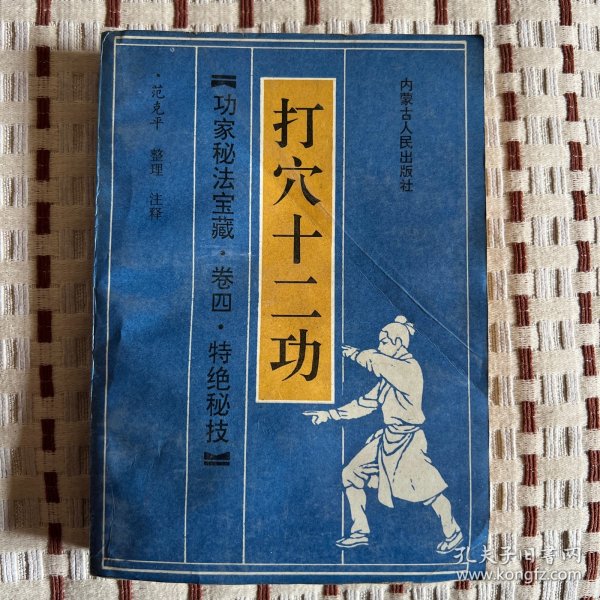 内蒙古人民出版社
打穴十二功
【功家秘法宝藏·卷四·特绝秘技】
·范克平 整理 注释
孔夫子旧书网
www.kongfz.com